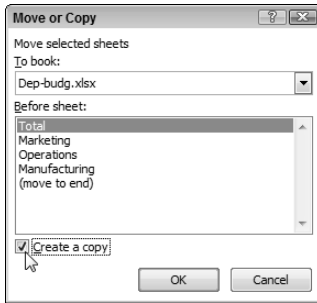 Move or Copy
Move selected sheets
To book:
Dep-budg.xlsx
Before sheet:
Total
Marketing
Operations
Manufacturing
(move to end)
Create a copy
OK Cancel